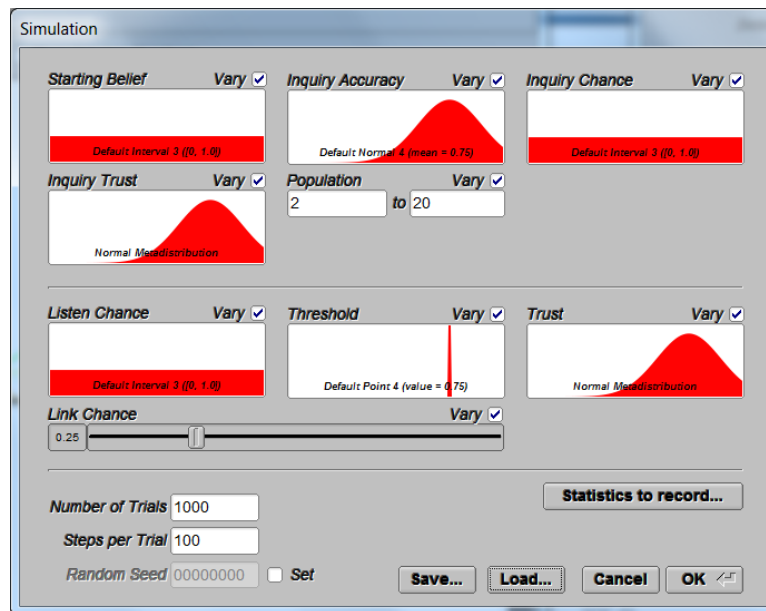 Simulation
Starting Belief Vary Inquiry Accuracy Vary Inquiry Chance Vary
Default Interval 3 ([0, 1.0]) Default Normal 4 (mean = 0.75) Default Interval 3 ([0, 1.0])
Inquiry Trust Vary Population Vary
2 to 20
Normal Metadistribution
Listen Chance Vary Threshold Vary Trust Vary
Default Interval 3 ([0, 1.0]) Default Point 4 (value = 0.75) Normal Metadistribution
Link Chance Vary
0.25
Statistics to record...
Number of Trials 1000
Steps per Trial 100
Random Seed 00000000 Set Save... Load... Cancel OK